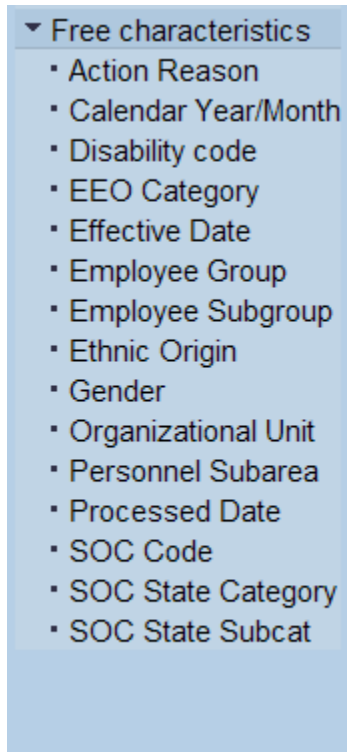 Free characteristics
Action Reason
Calendar Year/Month
Disability code
EEO Category
Effective Date
Employee Group
Employee Subgroup
Ethnic Origin
Gender
Organizational Unit
Personnel Subarea
Processed Date
SOC Code
SOC State Category
SOC State Subcat